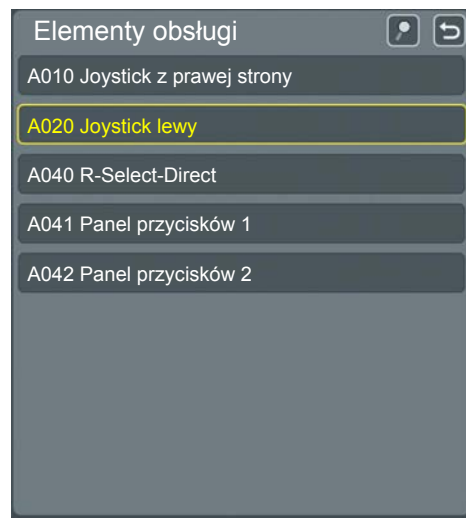 Elementy obsługi
A010 Joystick z prawej strony
A020 Joystick lewy
A040 R-Select-Direct
A041 Panel przycisków 1
A042 Panel przycisków 2